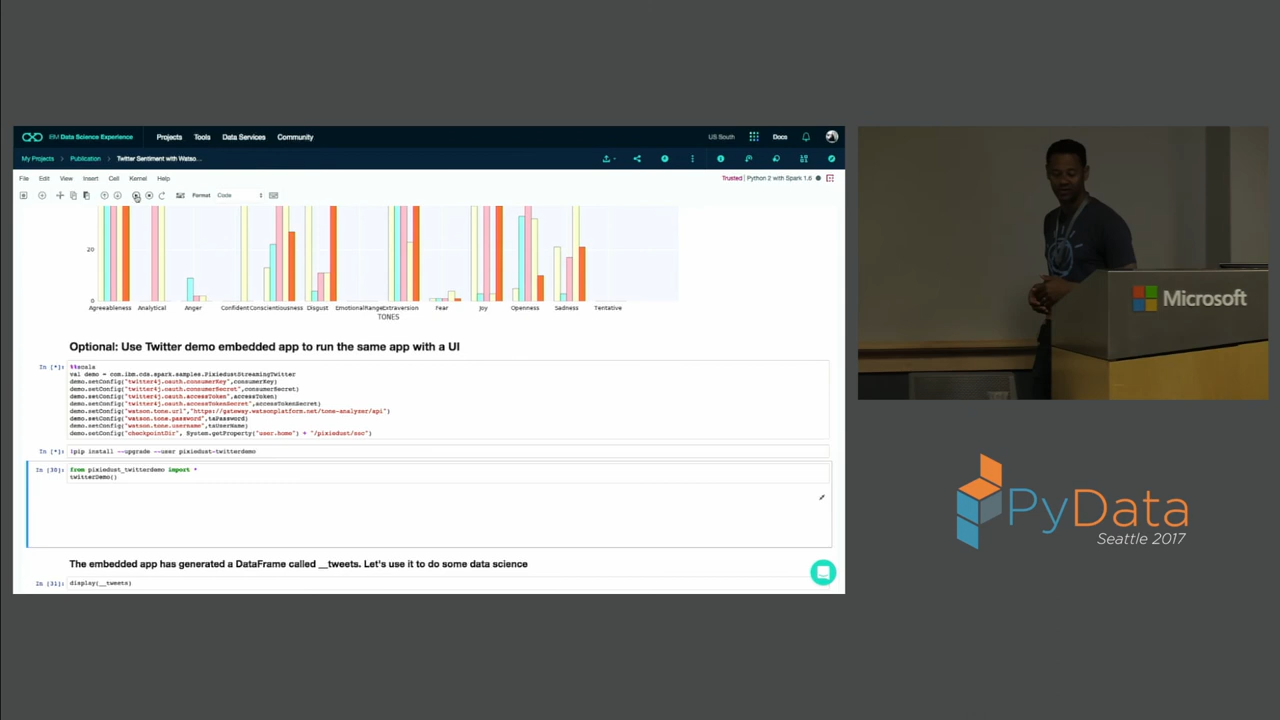 IBM Data Science Experience Projects Tools Data Services Community US South Docs
My Projects Publication Twitter Sentiment with Watso...
File Edit View Insert Cell Kernel Help Trusted Python 2 with Spark 1.6
Format Code
20
0
Agreeableness Analytical Anger Confident Conscientiousness Disgust EmotionalRange Extraversion Fear Joy Openness Sadness Tentative
TONES
Optional: Use Twitter demo embedded app to run the same app with a UI
In [*]: %%scala
val demo = com.ibm.cds.spark.samples.PixiedustStreamingTwitter
demo.setConfig("twitter4j.oauth.consumerKey",consumerKey)
demo.setConfig("twitter4j.oauth.consumerSecret",consumerSecret)
demo.setConfig("twitter4j.oauth.accessToken",accessToken)
demo.setConfig("twitter4j.oauth.accessTokenSecret",accessTokenSecret)
demo.setConfig("watson.tone.url","https://gateway.watsonplatform.net/tone-analyzer/api")
demo.setConfig("watson.tone.password",taPassword)
demo.setConfig("watson.tone.username",taUserName)
demo.setConfig("checkpointDir", System.getProperty("user.home") + "/pixiedust/ssc")
In [*]: !pip install --upgrade --user pixiedust-twitterdemo
In [30]: from pixiedust_twitterdemo import *
twitterDemo()
The embedded app has generated a DataFrame called __tweets. Let's use it to do some data science
In [31]: display(__tweets)
Microsoft
PyData
Seattle 2017